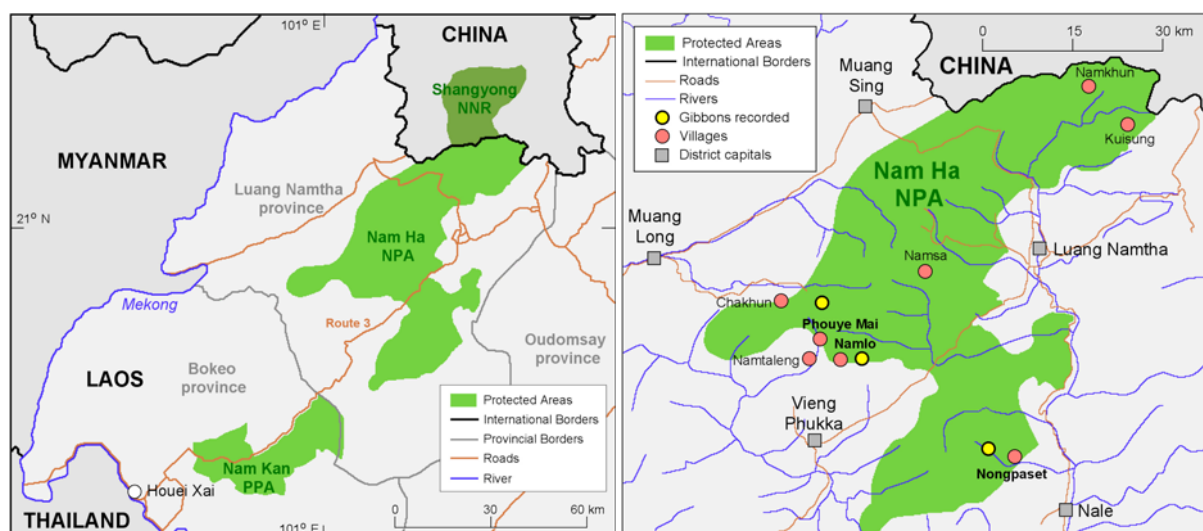 101° E
CHINA
Shangyong
NNR
MYANMAR
Luang Namtha
province
21° N
Nam Ha
NPA
Mekong
Route 3
Oudomsay
province
LAOS
Bokeo
province
Nam Kan
PPA
Houei Xai
THAILAND
101° E
Protected Areas
International Borders
Provincial Borders
Roads
River
0 30 60 km
Protected Areas
International Borders
Roads
Rivers
Gibbons recorded
Villages
District capitals
0 15 30 km
Muang
Sing
CHINA
Namkhun
Kuisung
Nam Ha
NPA
Muang
Long
Luang Namtha
Namsa
Chakhun
Phouye Mai
Namlo
Namtaleng
Vieng
Phukka
Nongpaset
Nale